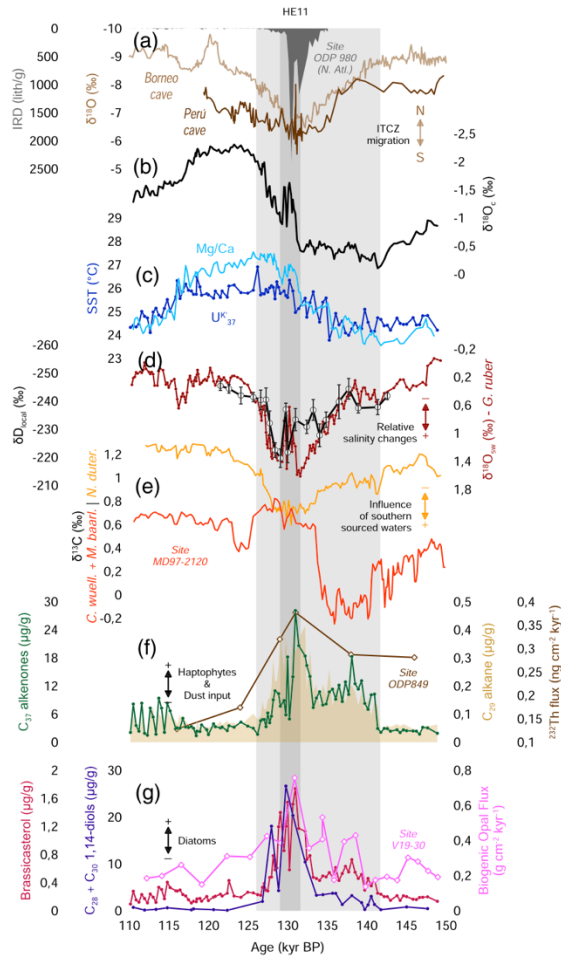 HE11
0
500
1000
1500
2000
2500
IRD (lith/g)
-10
-9
-8
-7
-6
-5
δ¹⁸O (‰)
(a)
Borneo
cave
Perú
cave
Site
ODP 980
(N. Atl.)
N
ITCZ
migration
S
-2,5
-2
-1,5
-1
-0,5
-0
δ¹⁸Oc (‰)
(b)
29
28
27
26
25
24
23
SST (°C)
(c)
Mg/Ca
Uᴷ'₃₇
-260
-250
-240
-230
-220
-210
δDlocal (‰)
(d)
-0,2
0,2
0,6
1
1,4
1,8
δ¹⁸Osw (‰) - G. ruber
−
Relative
salinity changes
+
1,2
1
0,8
0,6
0,4
0
-0,2
δ¹³C (‰)
C. wuell. + M. baarl. | N. duter.
(e)
Site
MD97-2120
−
Influence
of southern
sourced waters
+
30
24
18
12
6
0
C₃₇ alkenones (μg/g)
(f)
+
Haptophytes
&
Dust input
−
Site
ODP849
0,5
0,4
0,3
0,2
0,1
0
C₂₉ alkane (μg/g)
0,4
0,35
0,3
0,25
0,2
0,15
0,1
²³²Th flux (ng cm⁻² kyr⁻¹)
2
1,6
1,2
0,8
0,4
0
Brassicasterol (μg/g)
30
20
10
0
C₂₈ + C₃₀ 1,14-diols (μg/g)
(g)
+
Diatoms
−
Site
V19-30
0,8
0,6
0,4
0,2
0
Biogenic Opal Flux
(g cm⁻² kyr⁻¹)
110 115 120 125 130 135 140 145 150
Age (kyr BP)